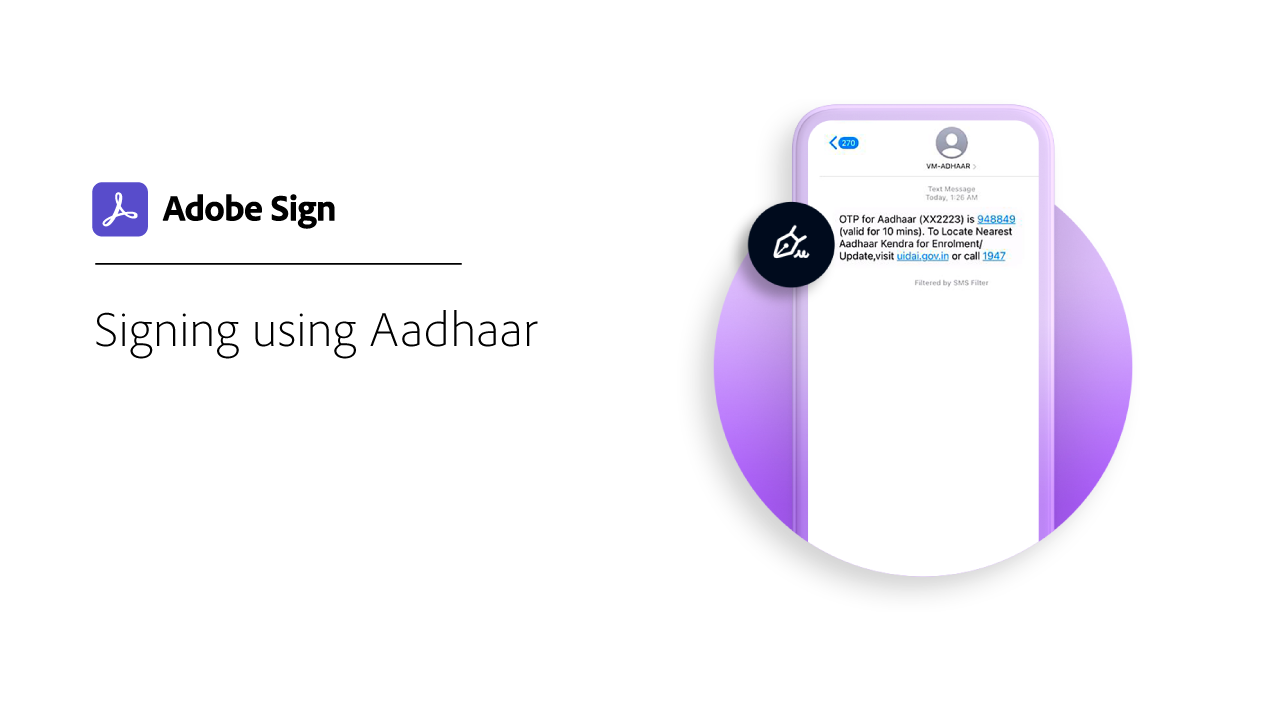 Adobe Sign
Signing using Aadhaar
270
VM-ADHAAR
Text Message
Today, 1:26 AM
OTP for Aadhaar (XX2223) is 948849
(valid for 10 mins). To Locate Nearest
Aadhaar Kendra for Enrolment/
Update,visit uidai.gov.in or call 1947
Filtered by SMS Filter